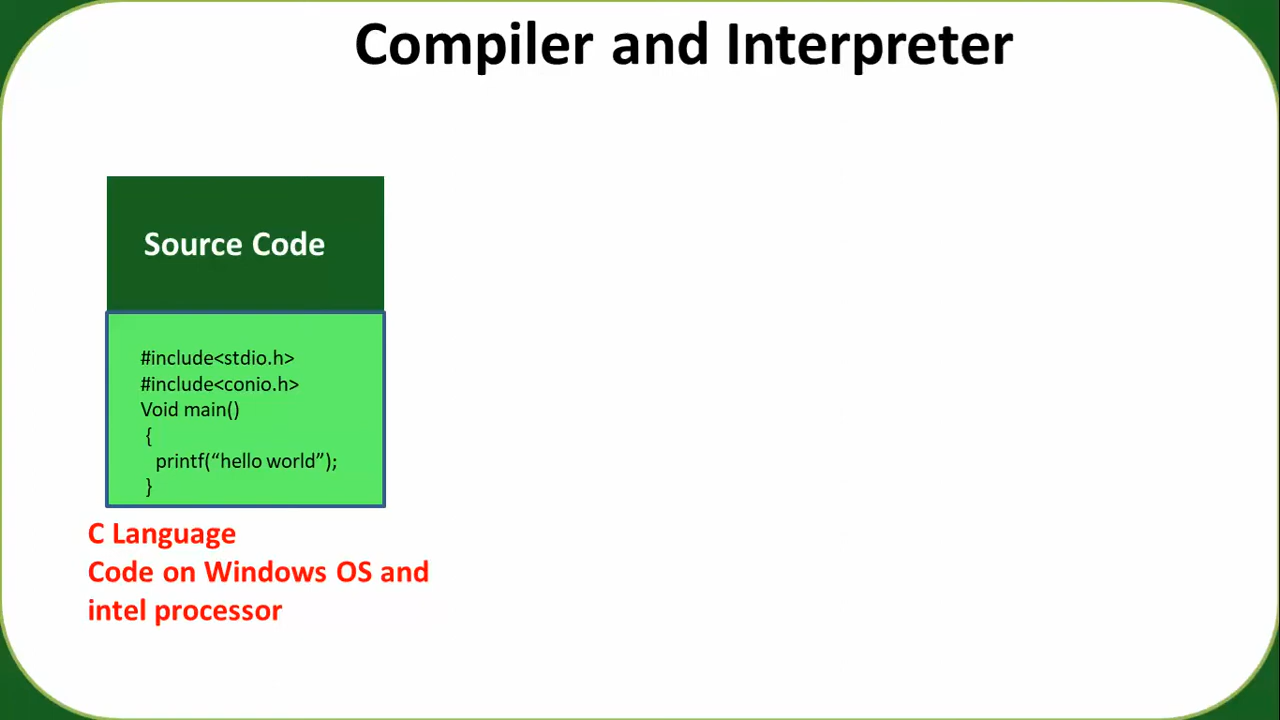 Compiler and Interpreter
Source Code
#include<stdio.h>
#include<conio.h>
Void main()
{
printf(“hello world”);
}
C Language
Code on Windows OS and
intel processor